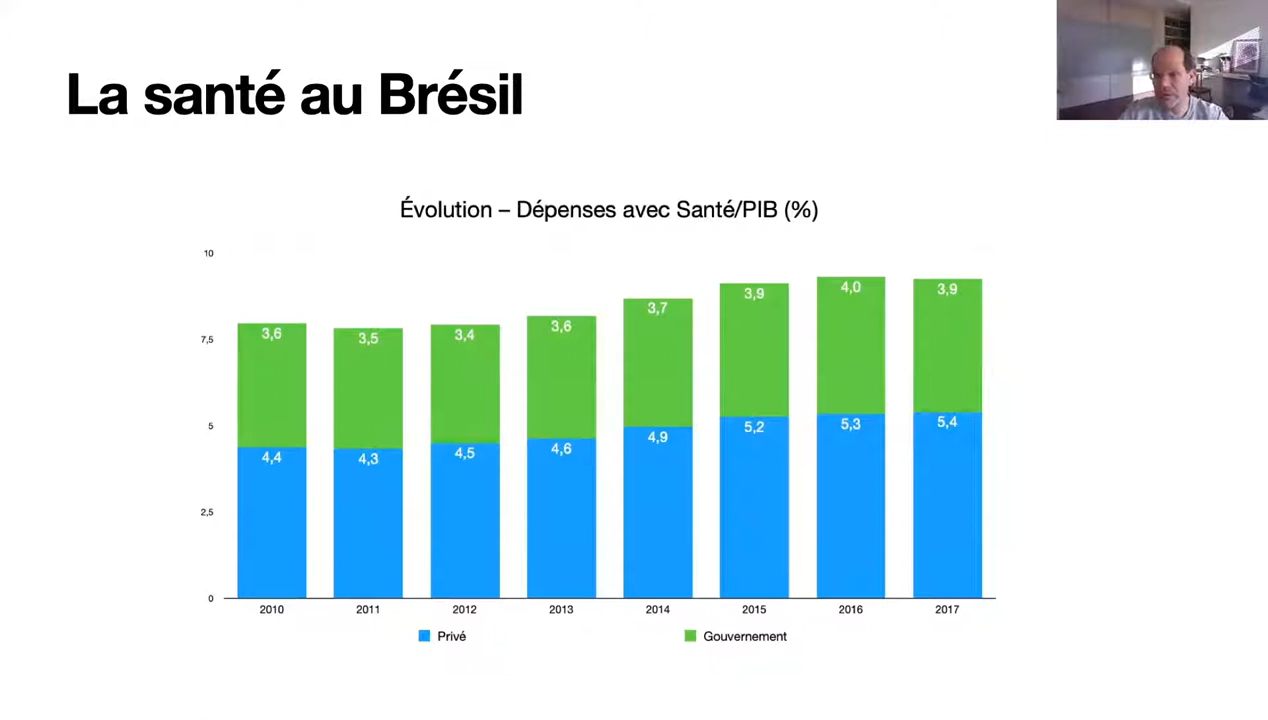 La santé au Brésil
Évolution – Dépenses avec Santé/PIB (%)
10
7,5
5
2,5
0
3,6 3,5 3,4 3,6 3,7 3,9 4,0 3,9
4,4 4,3 4,5 4,6 4,9 5,2 5,3 5,4
2010 2011 2012 2013 2014 2015 2016 2017
Privé Gouvernement